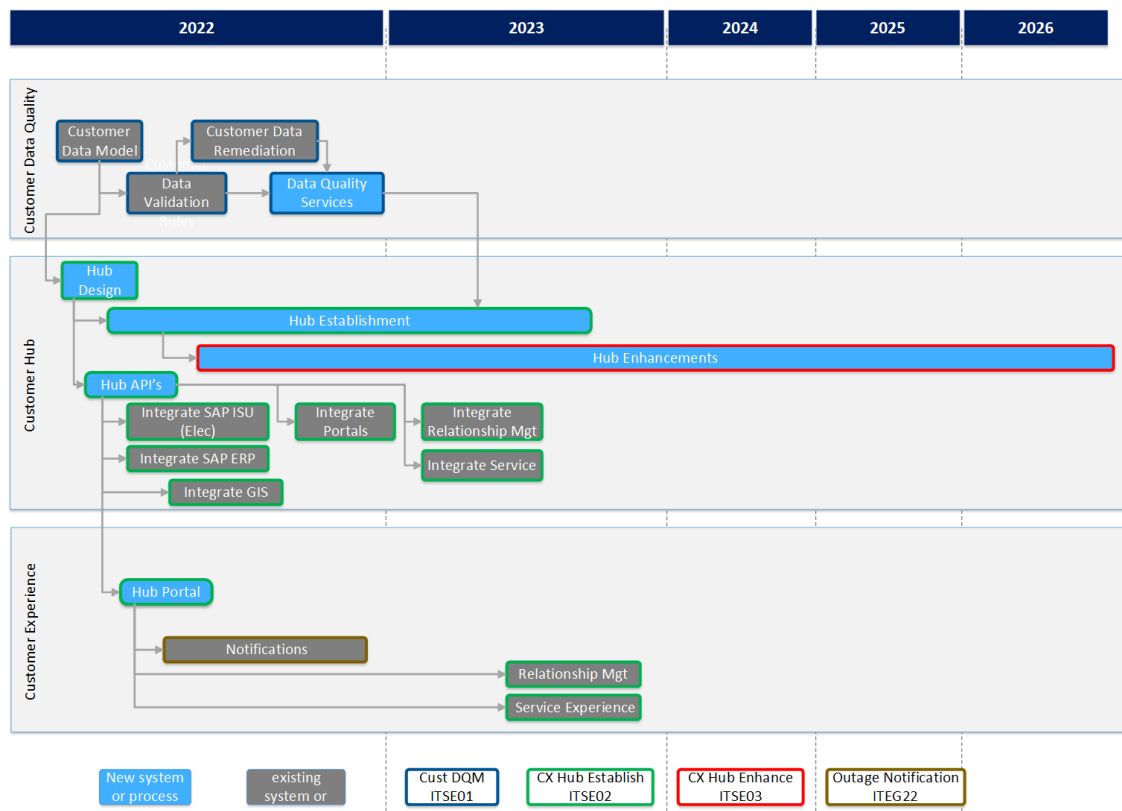 2022
2023
2024
2025
2026
Customer Data Quality
Customer
Data Model
Customer Data
Remediation
Customer
Data
Validation
Rules
Data Quality
Services
Customer Hub
Hub
Design
Hub Establishment
Hub Enhancements
Hub API's
Integrate SAP ISU
(Elec)
Integrate
Portals
Integrate
Relationship Mgt
Integrate SAP ERP
Integrate Service
Integrate GIS
Customer Experience
Hub Portal
Notifications
Relationship Mgt
Service Experience
New system
or process
existing
system or
Cust DQM
ITSE01
CX Hub Establish
ITSE02
CX Hub Enhance
ITSE03
Outage Notification
ITEG22